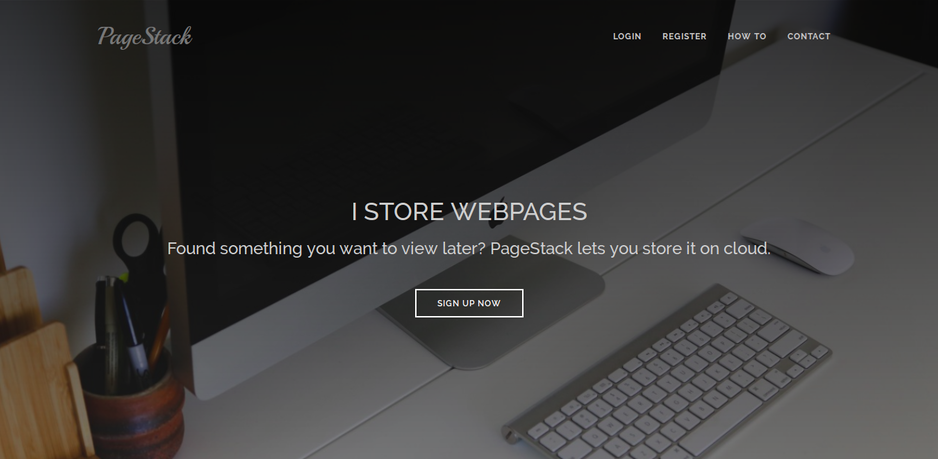 PageStack
LOGIN REGISTER HOW TO CONTACT
I STORE WEBPAGES
Found something you want to view later? PageStack lets you store it on cloud.
SIGN UP NOW